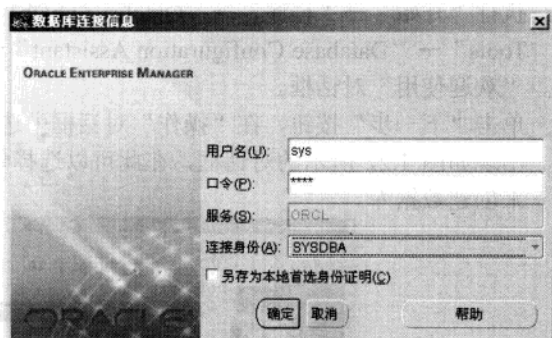 数据库连接信息
ORACLE ENTERPRISE MANAGER
用户名(U): sys
口令(P): ****
服务(S): ORCL
连接身份(A): SYSDBA
另存为本地首选身份证明(C)
确定 取消 帮助
ORACLE